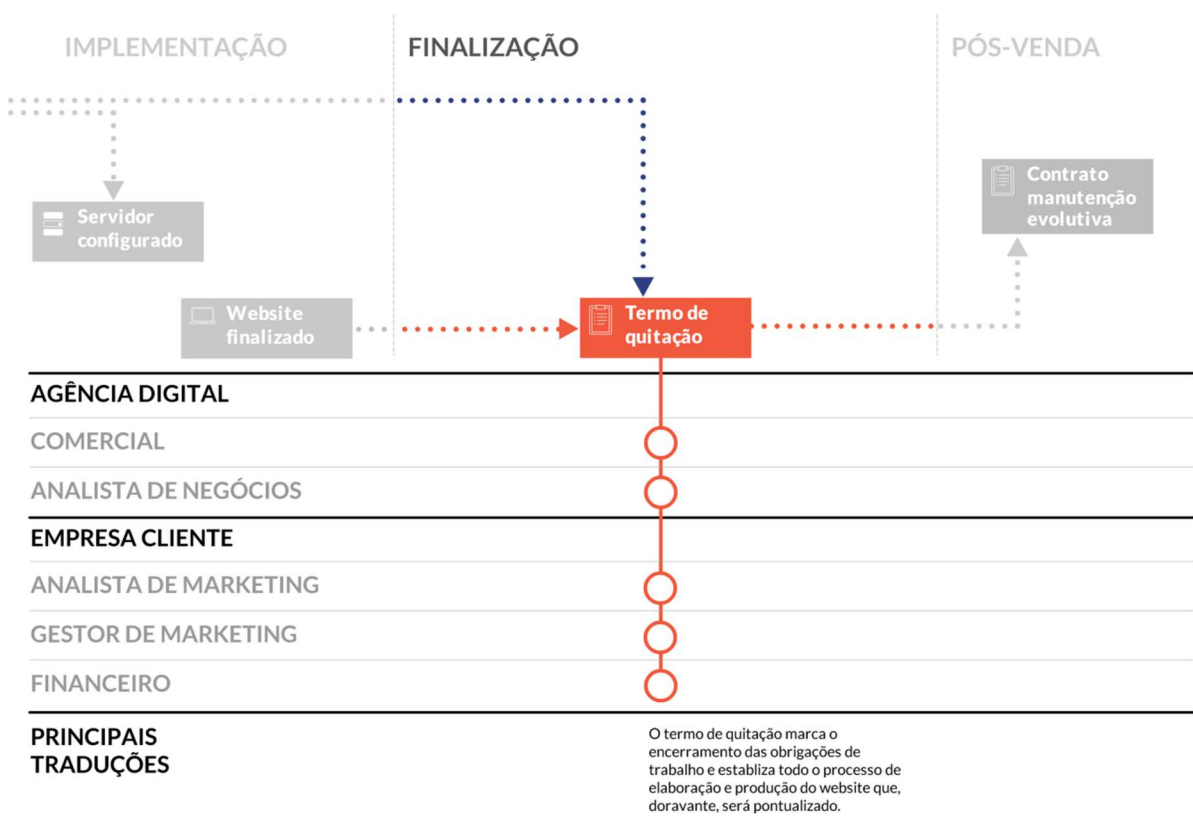 IMPLEMENTAÇÃO
FINALIZAÇÃO
PÓS-VENDA
Contrato
manutenção
evolutiva
Servidor
configurado
Website
finalizado
Termo de
quitação
AGÊNCIA DIGITAL
COMERCIAL
ANALISTA DE NEGÓCIOS
EMPRESA CLIENTE
ANALISTA DE MARKETING
GESTOR DE MARKETING
FINANCEIRO
PRINCIPAIS
TRADUÇÕES
O termo de quitação marca o
encerramento das obrigações de
trabalho e establiza todo o processo de
elaboração e produção do website que,
doravante, será pontualizado.